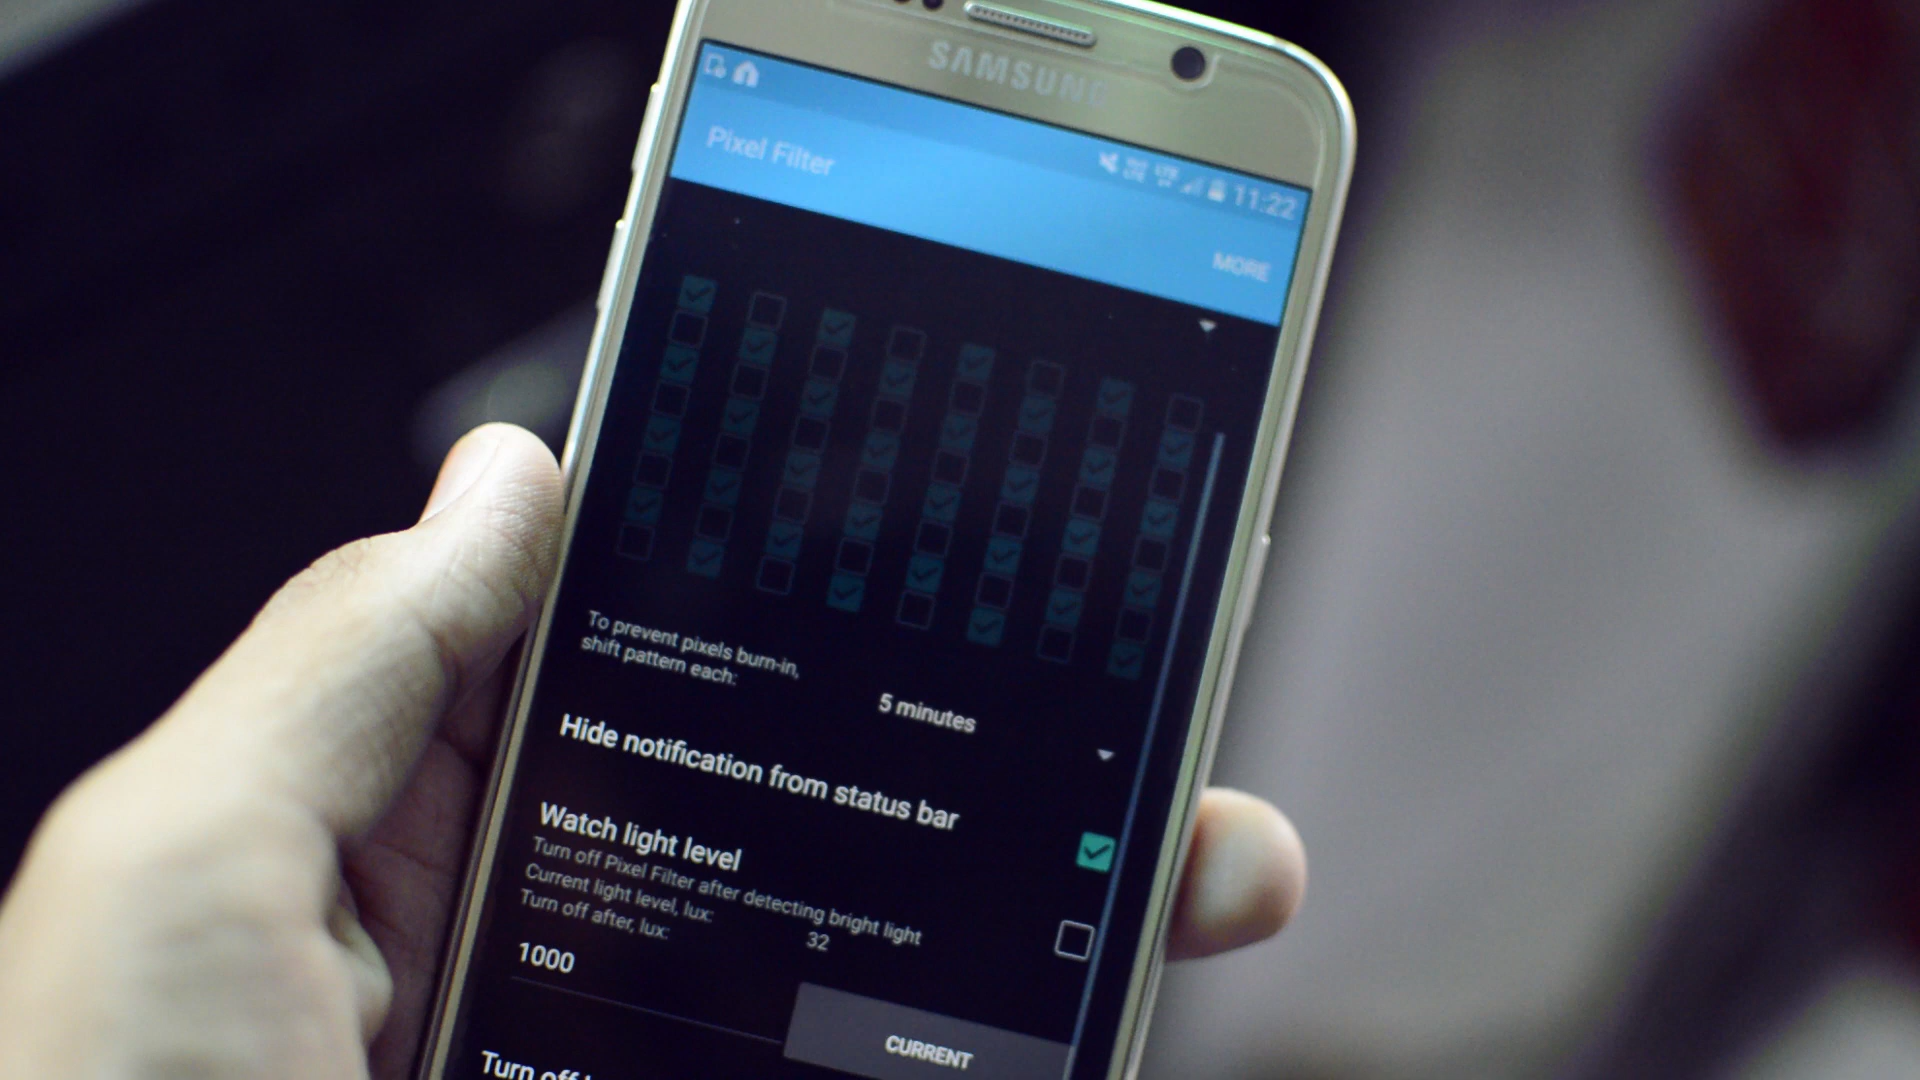 SAMSUNG
11:22
Pixel Filter
MORE
To prevent pixels burn-in,
shift pattern each:
5 minutes
Hide notification from status bar
Watch light level
Turn off Pixel Filter after detecting bright light
Current light level, lux:
32
Turn off after, lux:
1000
CURRENT
Turn off